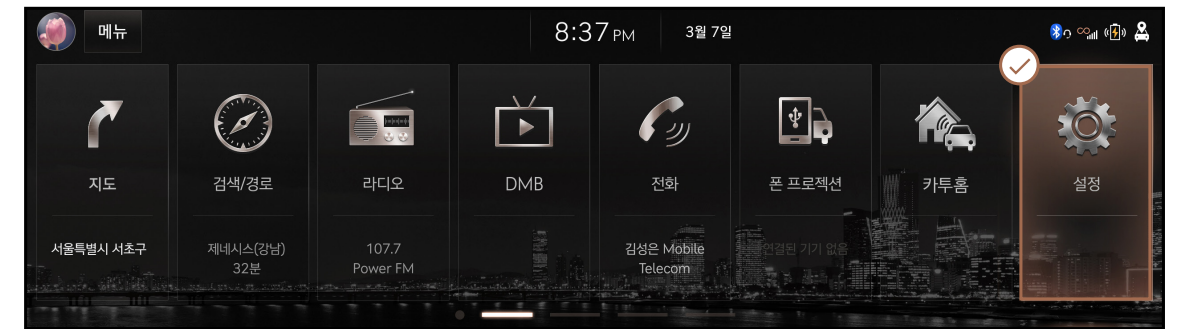 메뉴
8:37 PM
3월 7일
지도
검색/경로
라디오
DMB
전화
폰 프로젝션
카투홈
설정
서울특별시 서초구
제네시스(강남)
32분
107.7
Power FM
김성은 Mobile
Telecom
연결된 기기 없음